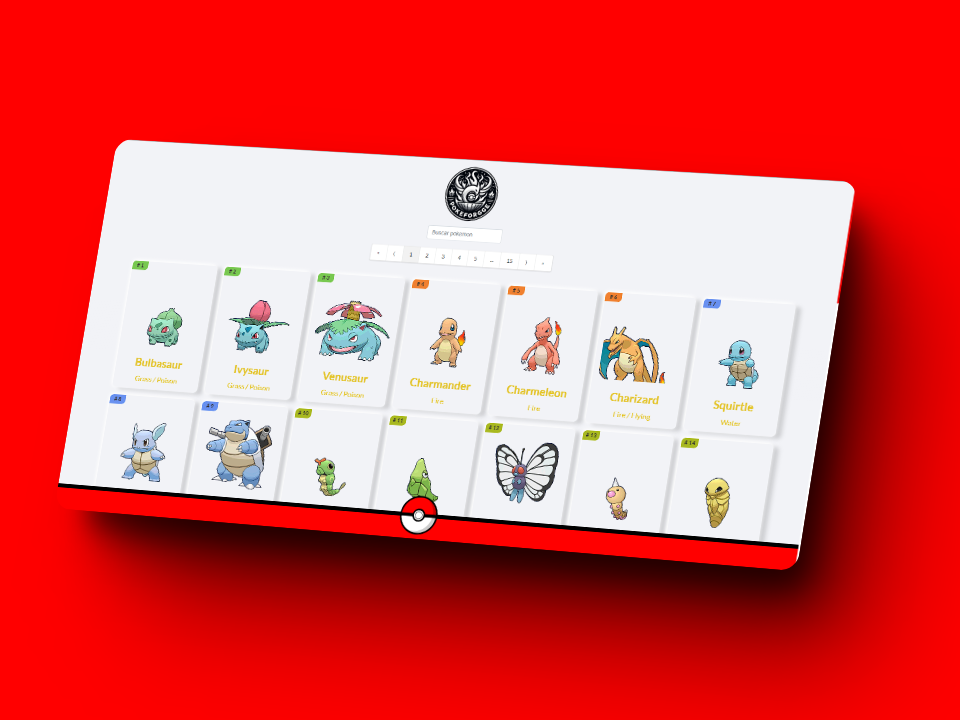 POKEFORGGE
Buscar pokemon
« ⟨ 1 2 3 4 5 ... 13 ⟩ »
#1 #2 #3 #4 #5 #6 #7
Bulbasaur Ivysaur Venusaur Charmander Charmeleon Charizard Squirtle
Grass / Poison Grass / Poison Grass / Poison Fire Fire Fire / Flying Water
#8 #9 #10 #11 #12 #13 #14